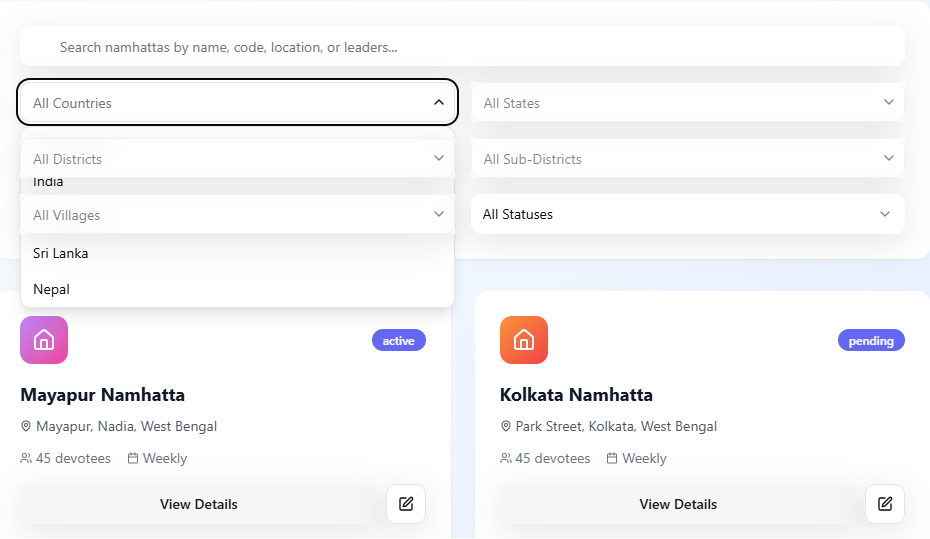 Search namhattas by name, code, location, or leaders...
All Countries
All States
All Districts
All Sub-Districts
India
All Villages
All Statuses
Sri Lanka
Nepal
active
pending
Mayapur Namhatta
Kolkata Namhatta
Mayapur, Nadia, West Bengal
Park Street, Kolkata, West Bengal
45 devotees Weekly
45 devotees Weekly
View Details
View Details